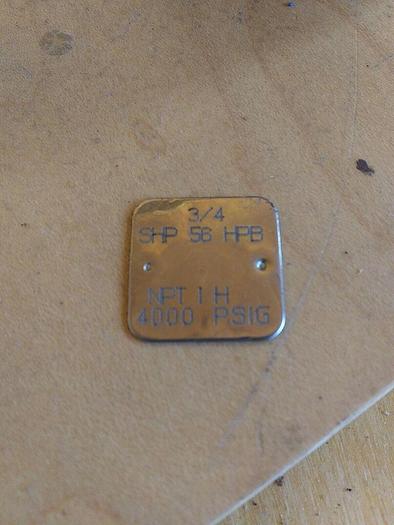 3/4
SHP 56 HPB
NPT 1 H
4000 PSIG